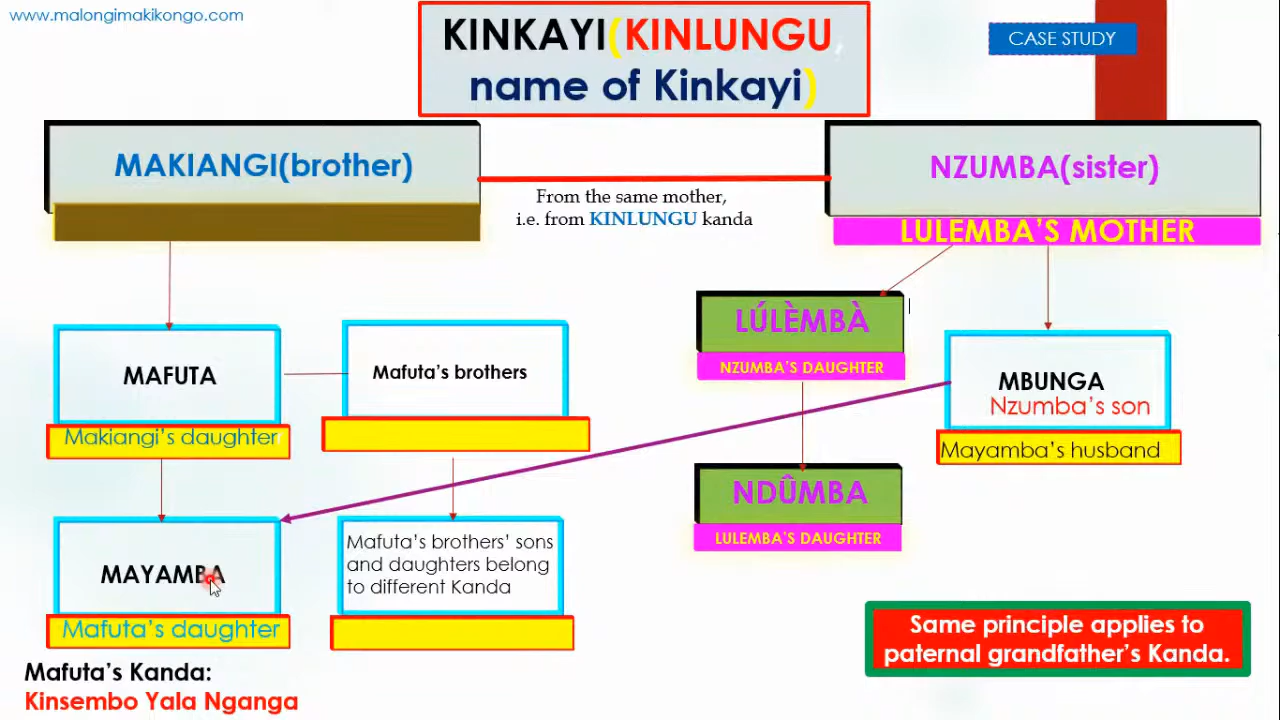 www.malongimakikongo.com
KINKAYI(KINLUNGU,
name of Kinkayi)
CASE STUDY
MAKIANGI(brother)
NZUMBA(sister)
From the same mother,
i.e. from KINLUNGU kanda
LULEMBA'S MOTHER
LÚLÈMBÀ
NZUMBA'S DAUGHTER
MAFUTA
Makiangi's daughter
Mafuta's brothers
MBUNGA
Nzumba's son
Mayamba's husband
NDÛMBA
LULEMBA'S DAUGHTER
MAYAMBA
Mafuta's daughter
Mafuta's brothers' sons
and daughters belong
to different Kanda
Same principle applies to
paternal grandfather's Kanda.
Mafuta's Kanda:
Kinsembo Yala Nganga